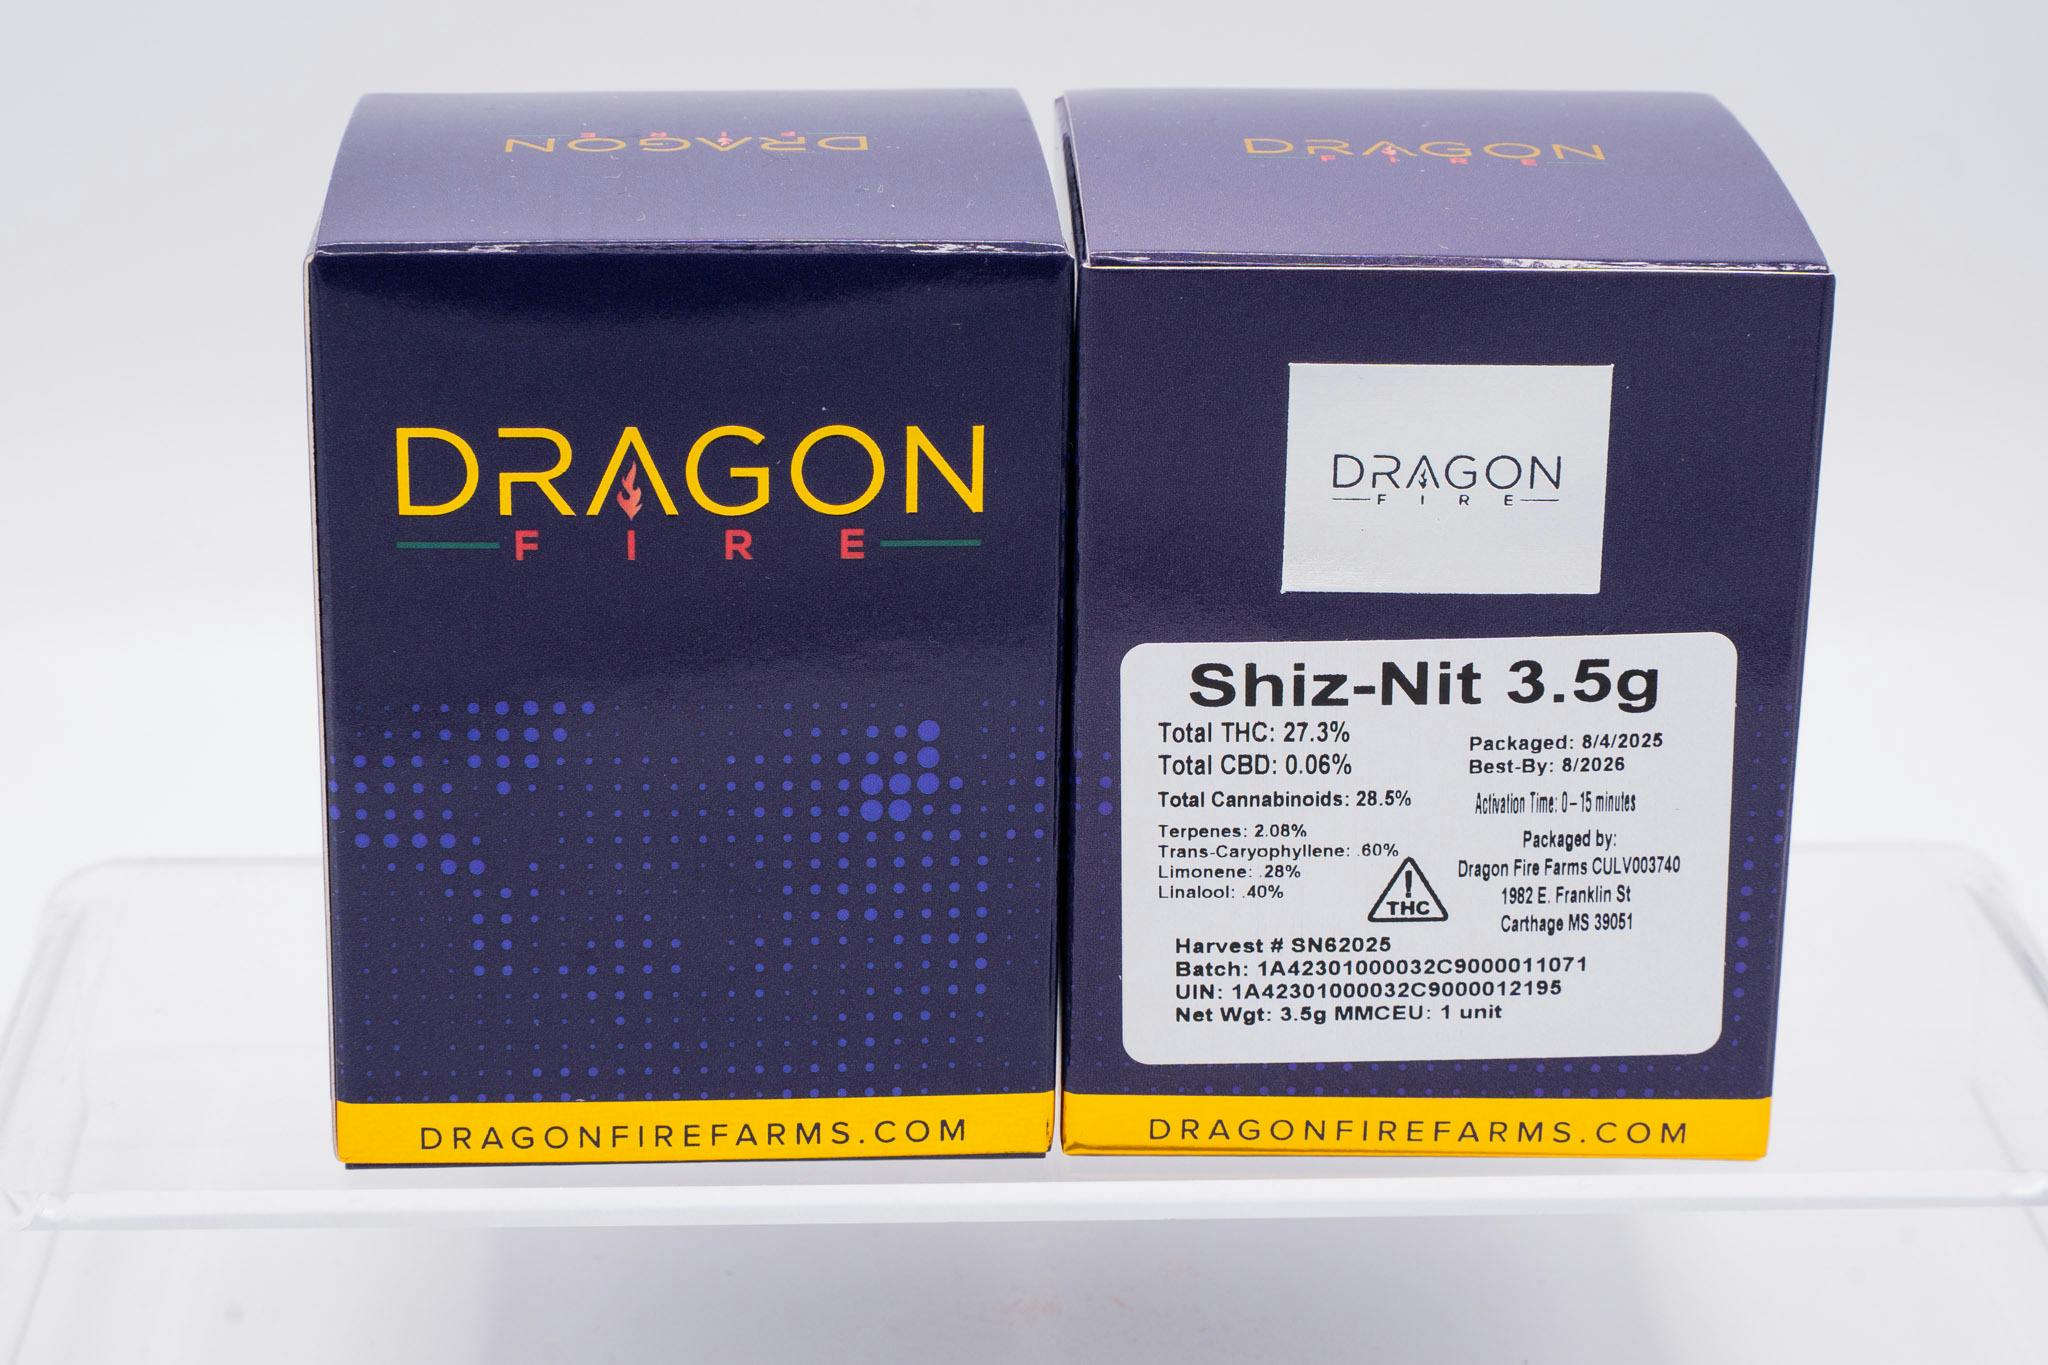 DRAGON
FIRE
DRAGON
FIRE
DRAGONFIREFARMS.COM
DRAGON
FIRE
DRAGON
FIRE
Shiz-Nit 3.5g
Total THC: 27.3%
Total CBD: 0.06%
Total Cannabinoids: 28.5%
Terpenes: 2.08%
Trans-Caryophyllene: .60%
Limonene: .28%
Linalool: .40%
Packaged: 8/4/2025
Best-By: 8/2026
Activation Time: 0-15 minutes
Packaged by:
Dragon Fire Farms CULV003740
1982 E. Franklin St
Carthage MS 39051
!
THC
Harvest # SN62025
Batch: 1A42301000032C9000011071
UIN: 1A42301000032C9000012195
Net Wgt: 3.5g MMCEU: 1 unit
DRAGONFIREFARMS.COM